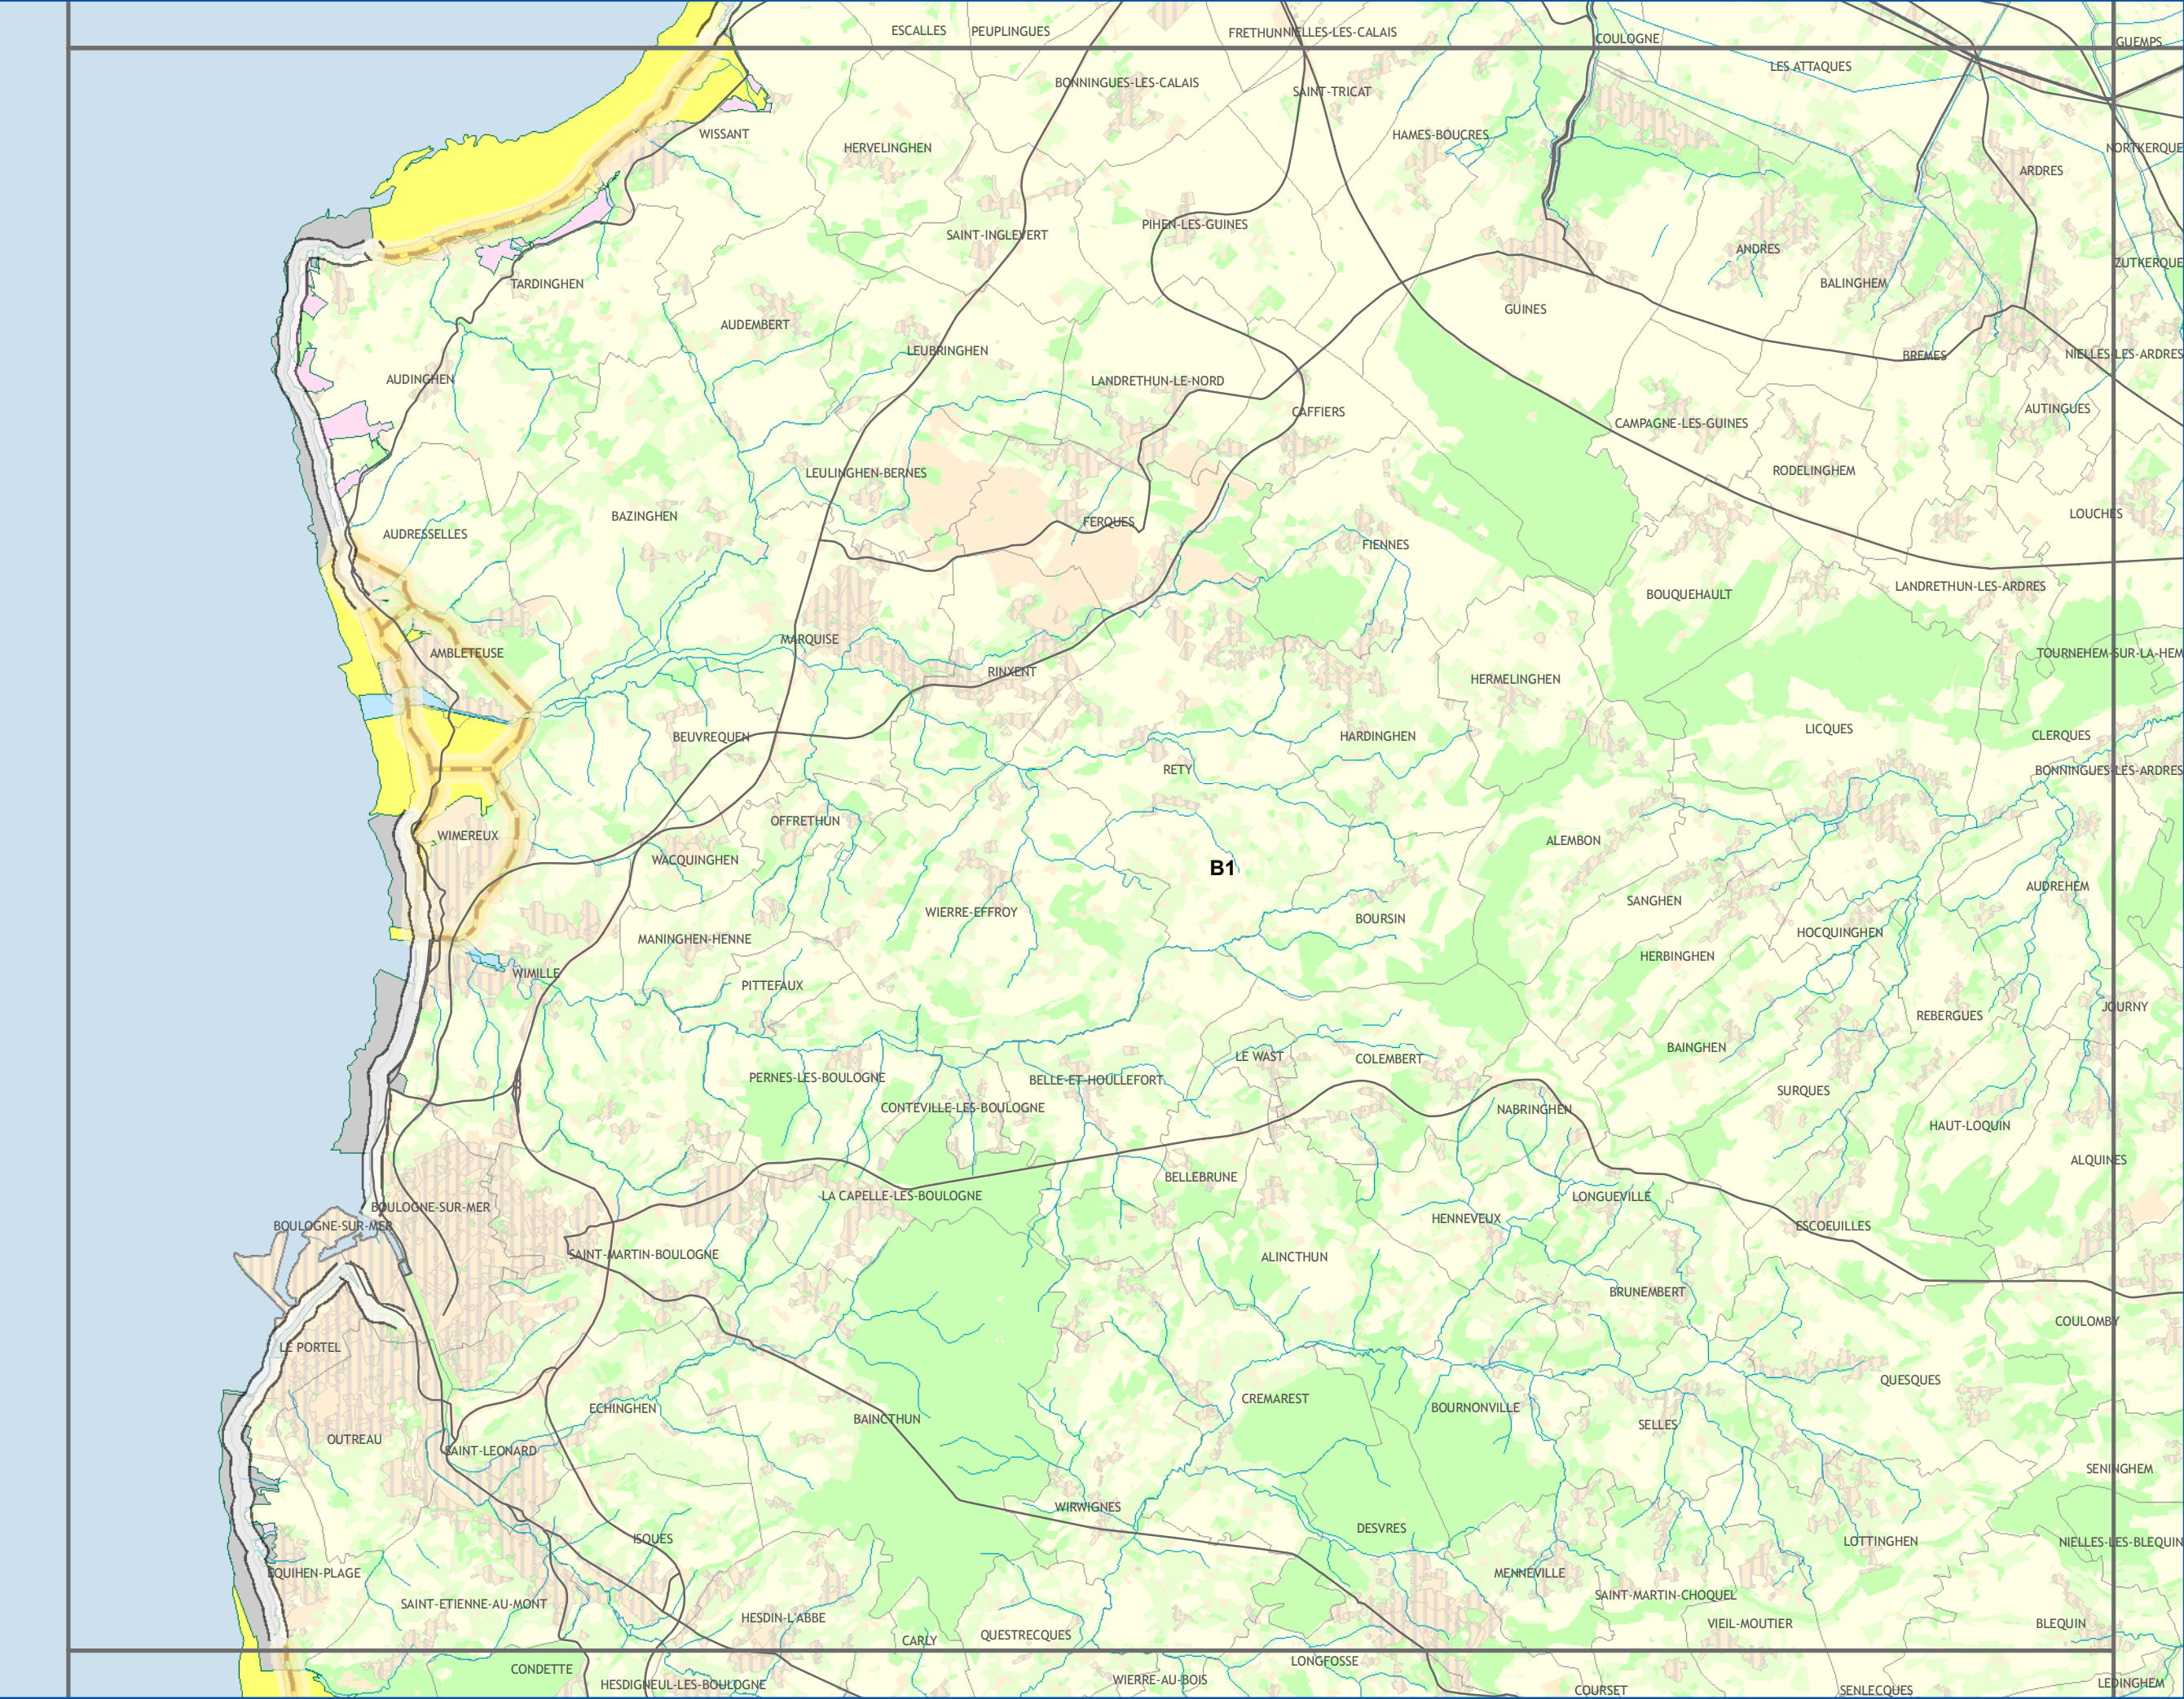 ESCALLES
PEUPLINGUES
FRETHUN
NIELLES-LES-CALAIS
COULOGNE
GUEMPS
LES ATTAQUES
BONNINGUES-LES-CALAIS
SAINT-TRICAT
WISSANT
HAMES-BOUCRES
HERVELINGHEN
NORTKERQUE
ARDRES
PIHEN-LES-GUINES
SAINT-INGLEVERT
ANDRES
ZUTKERQUE
TARDINGHEN
BALINGHEM
GUINES
AUDEMBERT
LEUBRINGHEN
BREMES
NIELLES-LES-ARDRES
AUDINGHEN
LANDRETHUN-LE-NORD
CAFFIERS
AUTINGUES
CAMPAGNE-LES-GUINES
LEULINGHEN-BERNES
RODELINGHEM
BAZINGHEN
LOUCHES
FERQUES
AUDRESSELLES
FIENNES
LANDRETHUN-LES-ARDRES
BOUQUEHAULT
MARQUISE
AMBLETEUSE
TOURNEHEM-SUR-LA-HEM
RINXENT
HERMELINGHEN
LICQUES
BEUVREQUEN
HARDINGHEN
CLERQUES
RETY
BONNINGUES-LES-ARDRES
OFFRETHUN
WIMEREUX
ALEMBON
WACQUINGHEN
B1
AUDREHEM
SANGHEN
WIERRE-EFFROY
BOURSIN
HOCQUINGHEN
MANINGHEN-HENNE
HERBINGHEN
WIMILLE
PITTEFAUX
JOURNY
REBERGUES
BAINGHEN
LE WAST
COLEMBERT
PERNES-LES-BOULOGNE
BELLE-ET-HOULLEFORT
SURQUES
CONTEVILLE-LES-BOULOGNE
NABRINGHEN
HAUT-LOQUIN
ALQUINES
BELLEBRUNE
LA CAPELLE-LES-BOULOGNE
LONGUEVILLE
BOULOGNE-SUR-MER
HENNEVEUX
BOULOGNE-SUR-MER
ESCOEUILLES
SAINT-MARTIN-BOULOGNE
ALINCTHUN
BRUNEMBERT
COULOMBY
LE PORTEL
QUESQUES
CREMAREST
ECHINGHEN
BOURNONVILLE
BAINCTHUN
SELLES
OUTREAU
SAINT-LEONARD
SENINGHEM
WIRWIGNES
DESVRES
ISQUES
LOTTINGHEN
NIELLES-LES-BLEQUIN
EQUIHEN-PLAGE
MENNEVILLE
SAINT-MARTIN-CHOQUEL
SAINT-ETIENNE-AU-MONT
HESDIN-L'ABBE
VIEIL-MOUTIER
BLEQUIN
QUESTRECQUES
CARLY
LONGFOSSE
CONDETTE
WIERRE-AU-BOIS
HESDIGNEUL-LES-BOULOGNE
LEDINGHEM
COURSET
SENLECQUES